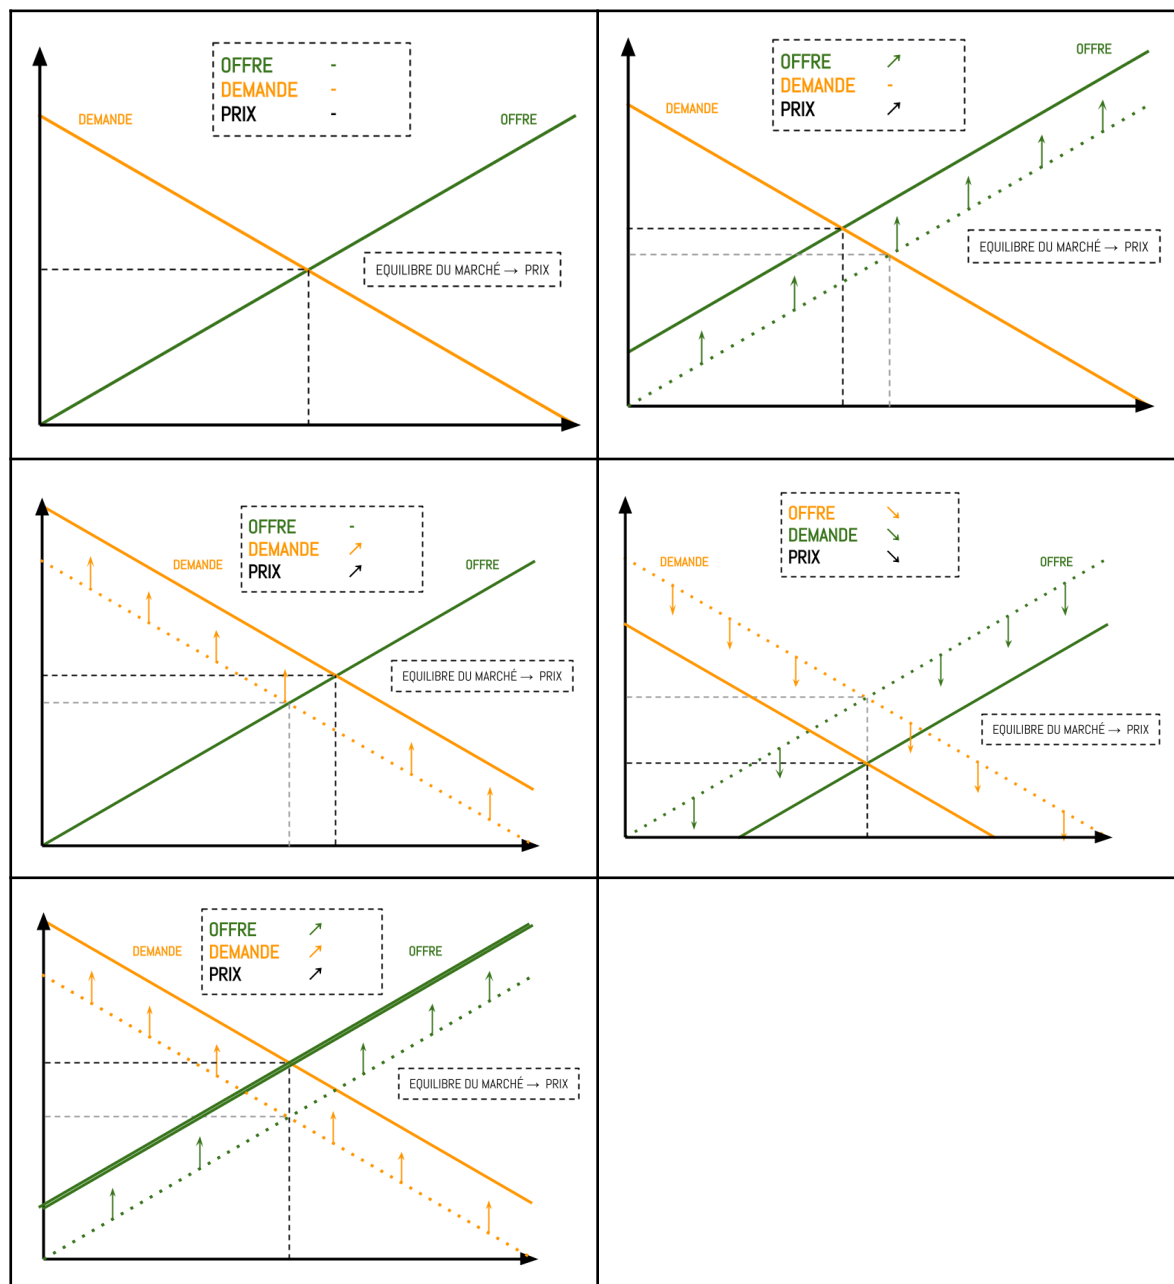 OFFRE -
DEMANDE -
PRIX -
DEMANDE
OFFRE
EQUILIBRE DU MARCHÉ → PRIX
OFFRE ↗
DEMANDE -
PRIX ↗
OFFRE
DEMANDE
EQUILIBRE DU MARCHÉ → PRIX
OFFRE -
DEMANDE ↗
PRIX ↗
DEMANDE
OFFRE
EQUILIBRE DU MARCHÉ → PRIX
OFFRE ↘
DEMANDE ↘
PRIX ↘
DEMANDE
OFFRE
EQUILIBRE DU MARCHÉ → PRIX
OFFRE ↗
DEMANDE ↗
PRIX ↗
DEMANDE
OFFRE
EQUILIBRE DU MARCHÉ → PRIX